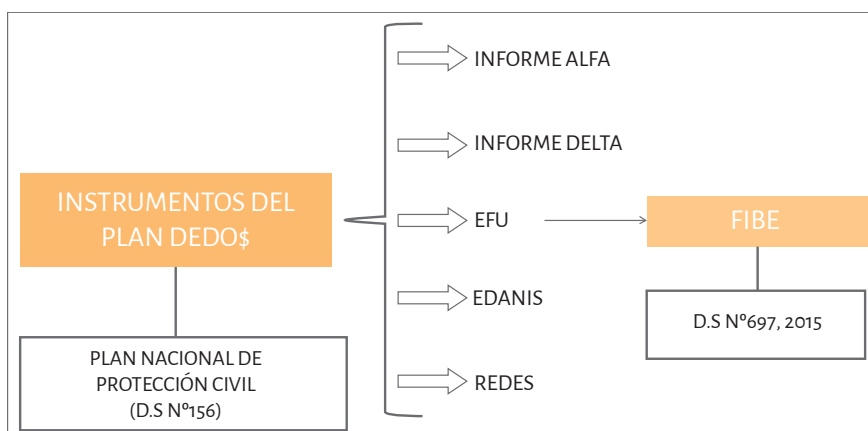 INSTRUMENTOS DEL
PLAN DEDO$
PLAN NACIONAL DE
PROTECCIÓN CIVIL
(D.S Nº156)
INFORME ALFA
INFORME DELTA
EFU
EDANIS
REDES
FIBE
D.S Nº697, 2015